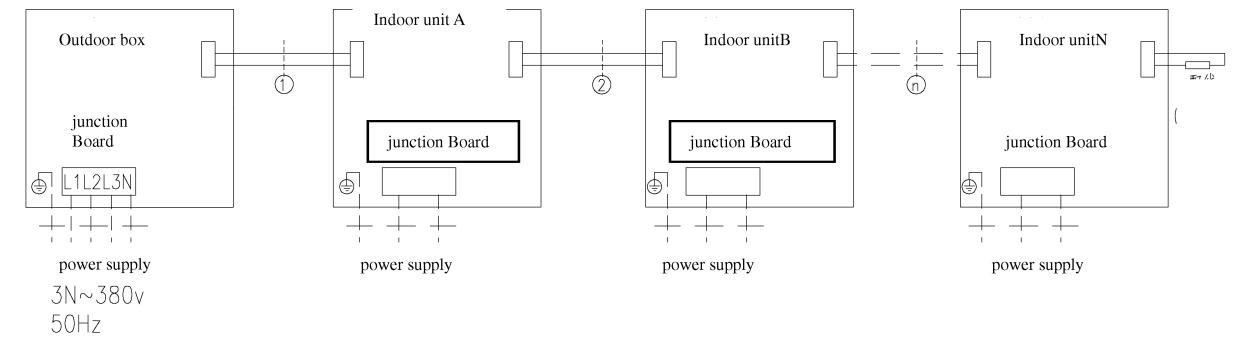 Outdoor box
Indoor unit A
Indoor unitB
Indoor unitN
1
2
n
junction
Board
junction Board
junction Board
junction Board
L1L2L3N
power supply
power supply
power supply
power supply
3N~380v
50Hz